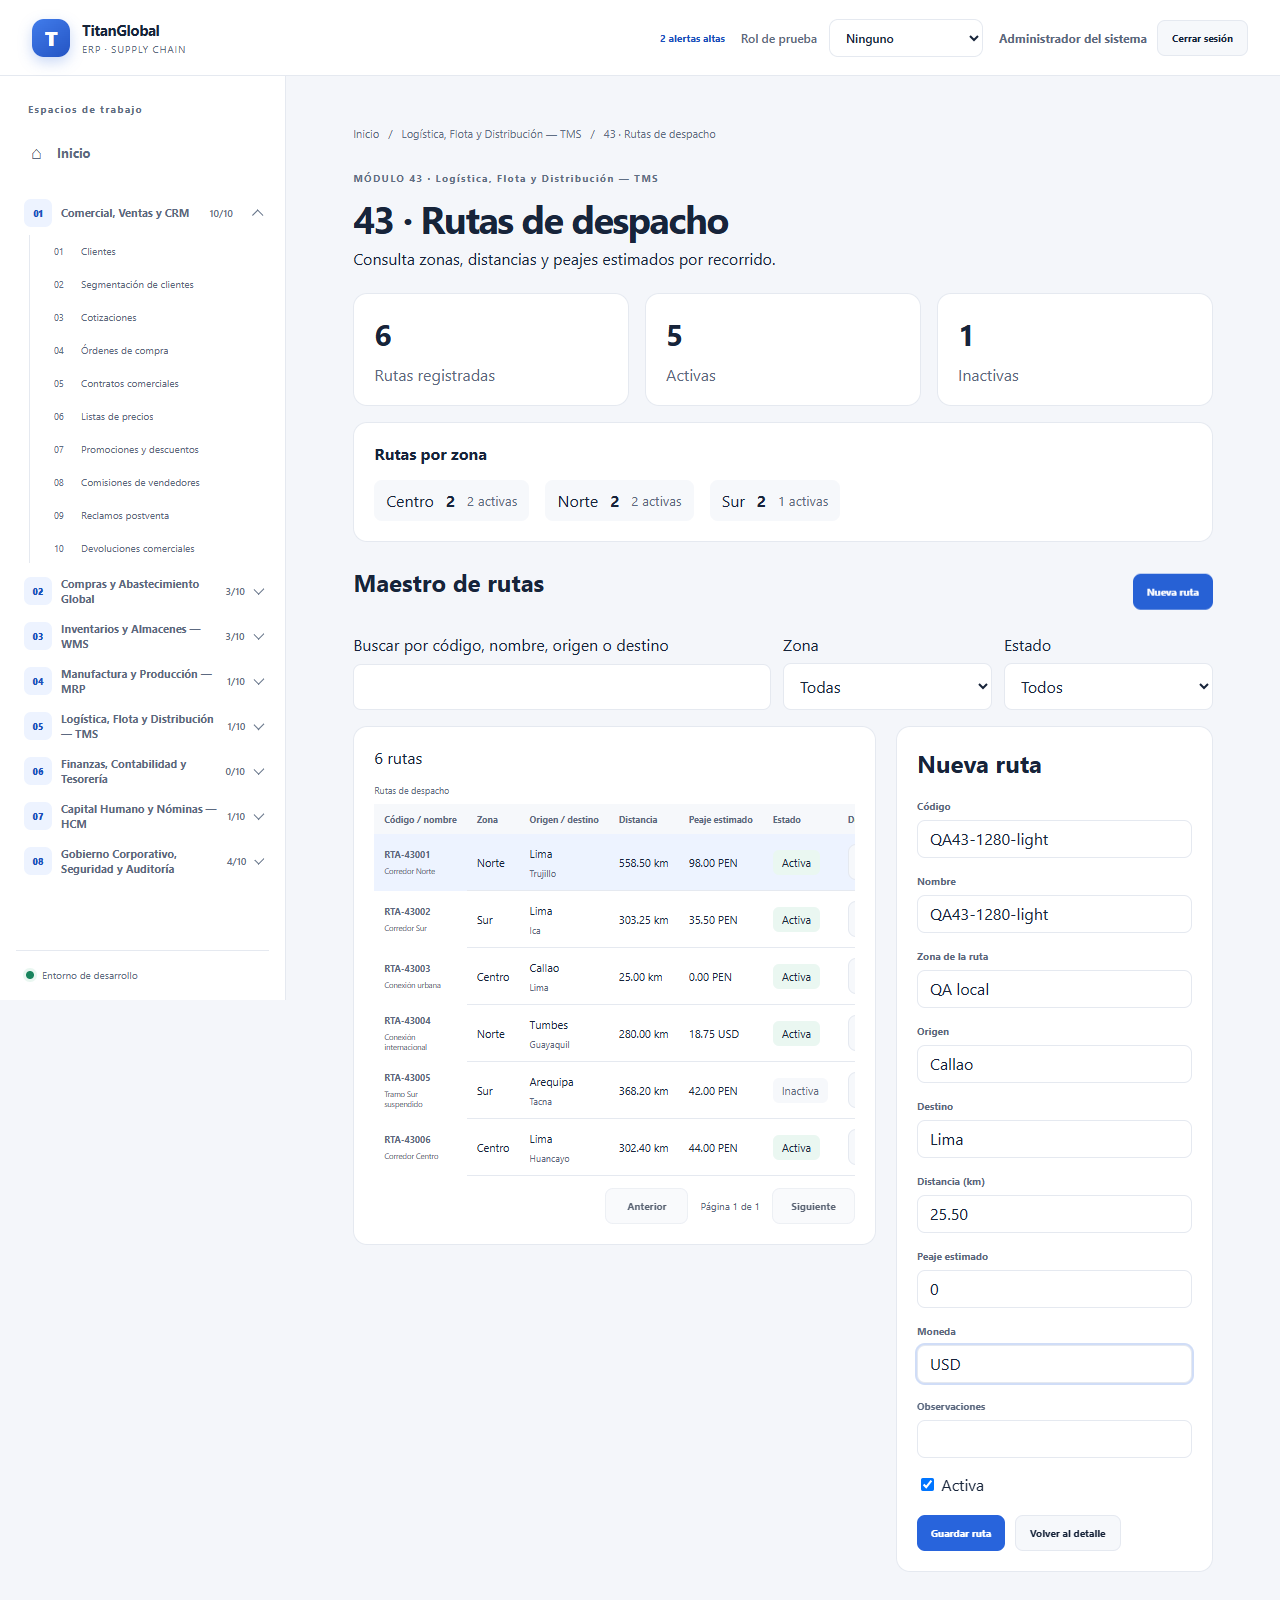 T
TitanGlobal
ERP · SUPPLY CHAIN
2 alertas altas
Rol de prueba
Ninguno
Administrador del sistema
Cerrar sesión
Espacios de trabajo
Inicio
01 Comercial, Ventas y CRM 10/10
01 Clientes
02 Segmentación de clientes
03 Cotizaciones
04 Órdenes de compra
05 Contratos comerciales
06 Listas de precios
07 Promociones y descuentos
08 Comisiones de vendedores
09 Reclamos postventa
10 Devoluciones comerciales
02 Compras y Abastecimiento Global 3/10
03 Inventarios y Almacenes — WMS 3/10
04 Manufactura y Producción — MRP 1/10
05 Logística, Flota y Distribución — TMS 1/10
06 Finanzas, Contabilidad y Tesorería 0/10
07 Capital Humano y Nóminas — HCM 1/10
08 Gobierno Corporativo, Seguridad y Auditoría 4/10
Entorno de desarrollo
Inicio / Logística, Flota y Distribución — TMS / 43 · Rutas de despacho
MÓDULO 43 · Logística, Flota y Distribución — TMS
43 · Rutas de despacho
Consulta zonas, distancias y peajes estimados por recorrido.
6
Rutas registradas
5
Activas
1
Inactivas
Rutas por zona
Centro 2 2 activas
Norte 2 2 activas
Sur 2 1 activas
Maestro de rutas
Nueva ruta
Buscar por código, nombre, origen o destino
Zona
Todas
Estado
Todos
6 rutas
Rutas de despacho
Código / nombre Zona Origen / destino Distancia Peaje estimado Estado D
RTA-43001 Corredor Norte Norte Lima Trujillo 558.50 km 98.00 PEN Activa
RTA-43002 Corredor Sur Sur Lima Ica 303.25 km 35.50 PEN Activa
RTA-43003 Conexión urbana Centro Callao Lima 25.00 km 0.00 PEN Activa
RTA-43004 Conexión internacional Norte Tumbes Guayaquil 280.00 km 18.75 USD Activa
RTA-43005 Tramo Sur suspendido Sur Arequipa Tacna 368.20 km 42.00 PEN Inactiva
RTA-43006 Corredor Centro Centro Lima Huancayo 302.40 km 44.00 PEN Activa
Anterior
Página 1 de 1
Siguiente
Nueva ruta
Código
QA43-1280-light
Nombre
QA43-1280-light
Zona de la ruta
QA local
Origen
Callao
Destino
Lima
Distancia (km)
25.50
Peaje estimado
0
Moneda
USD
Observaciones
Activa
Guardar ruta
Volver al detalle